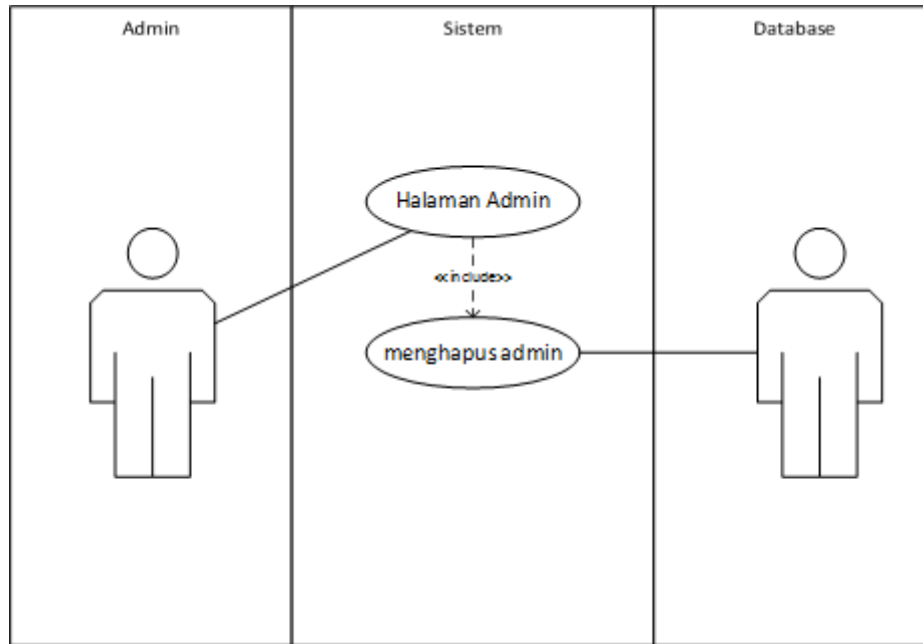 Admin
Sistem
Database
Halaman Admin
<<include>>
menghapus admin